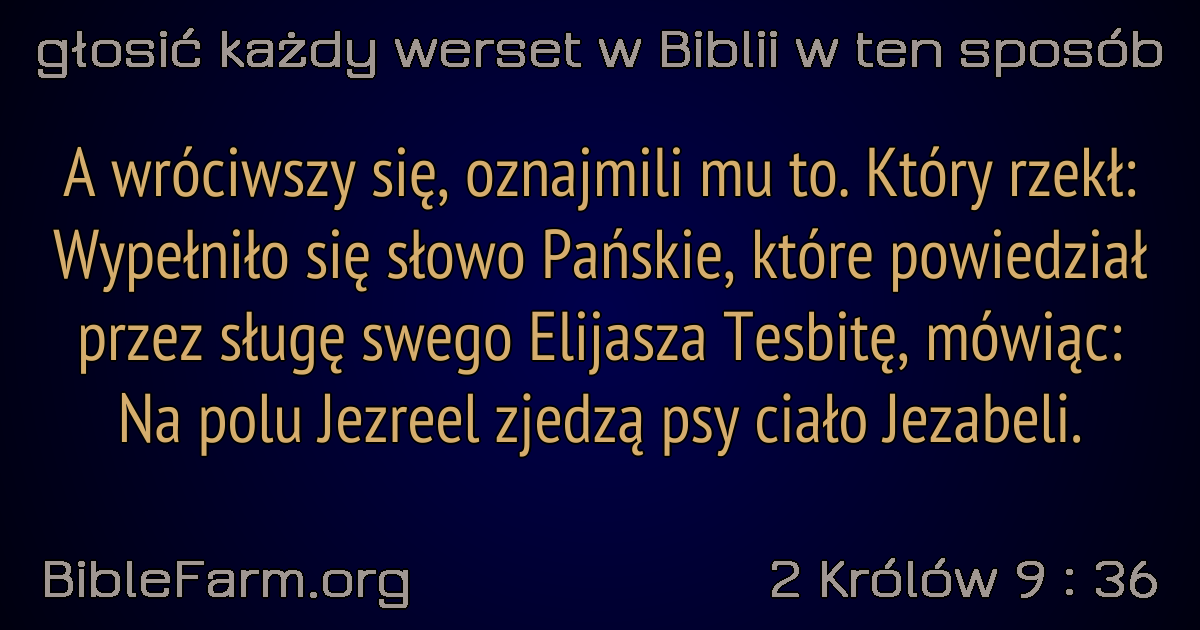 głosić każdy werset w Biblii w ten sposób
A wróciwszy się, oznajmili mu to. Który rzekł:
Wypełniło się słowo Pańskie, które powiedział
przez sługę swego Elijasza Tesbitę, mówiąc:
Na polu Jezreel zjedzą psy ciało Jezabeli.
BibleFarm.org
2 Królów 9 : 36